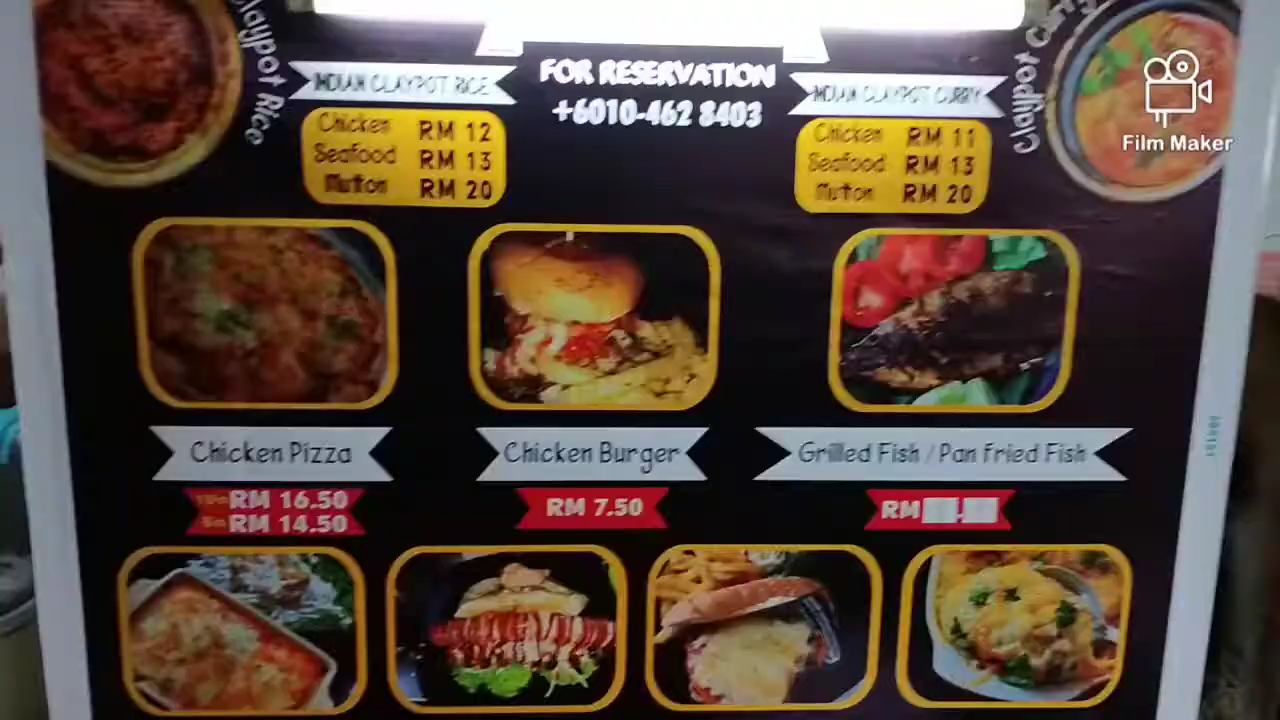 Claypot Rice
INDIAN CLAYPOT RICE
Chicken RM 12
Seafood RM 13
Mutton RM 20
FOR RESERVATION
+6010-462 8403
INDIAN CLAYPOT CURRY
Chicken RM 11
Seafood RM 13
Mutton RM 20
Claypot Curry
Film Maker
Chicken Pizza
RM 16.50
RM 14.50
Chicken Burger
RM 7.50
Grilled Fish / Pan Fried Fish
RM